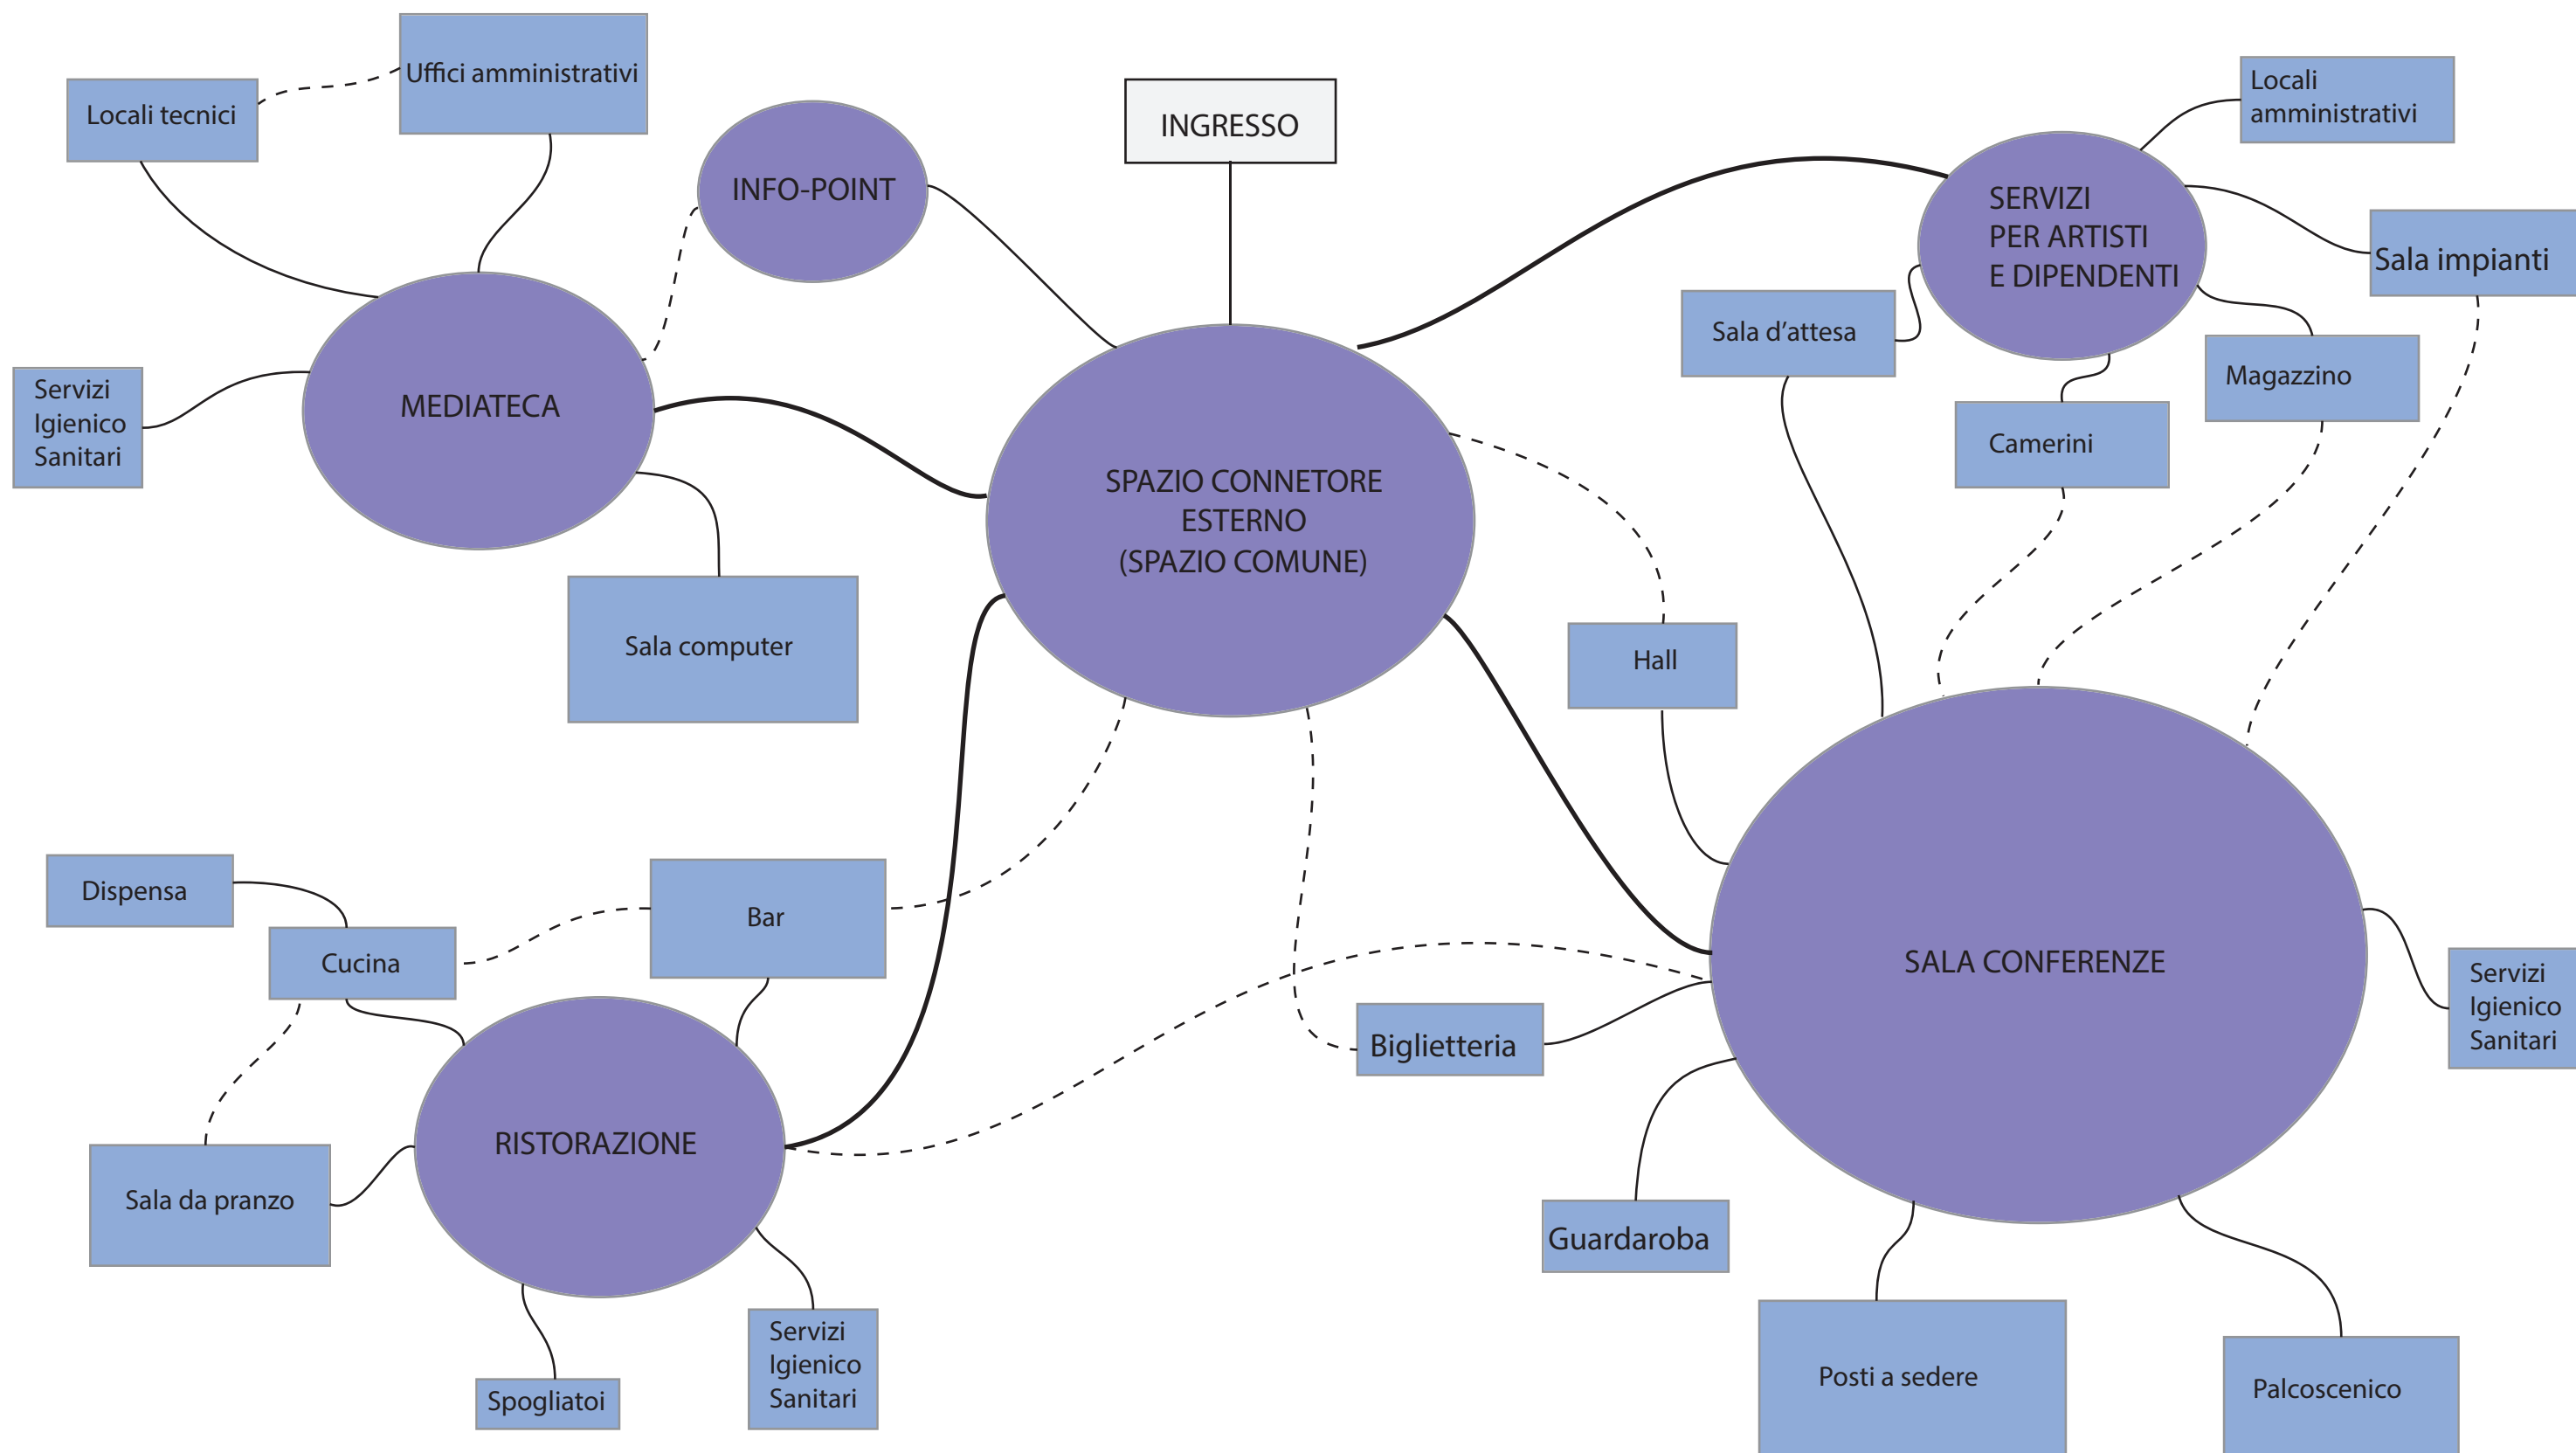 Uffici amministrativi
Locali tecnici
INGRESSO
Locali
amministrativi
INFO-POINT
SERVIZI
PER ARTISTI
E DIPENDENTI
Sala impianti
Sala d'attesa
Magazzino
Servizi
Igienico
Sanitari
MEDIATECA
Camerini
SPAZIO CONNETORE
ESTERNO
(SPAZIO COMUNE)
Sala computer
Hall
Dispensa
Bar
Cucina
SALA CONFERENZE
Servizi
Igienico
Sanitari
Biglietteria
RISTORAZIONE
Sala da pranzo
Guardaroba
Servizi
Igienico
Sanitari
Spogliatoi
Posti a sedere
Palcoscenico